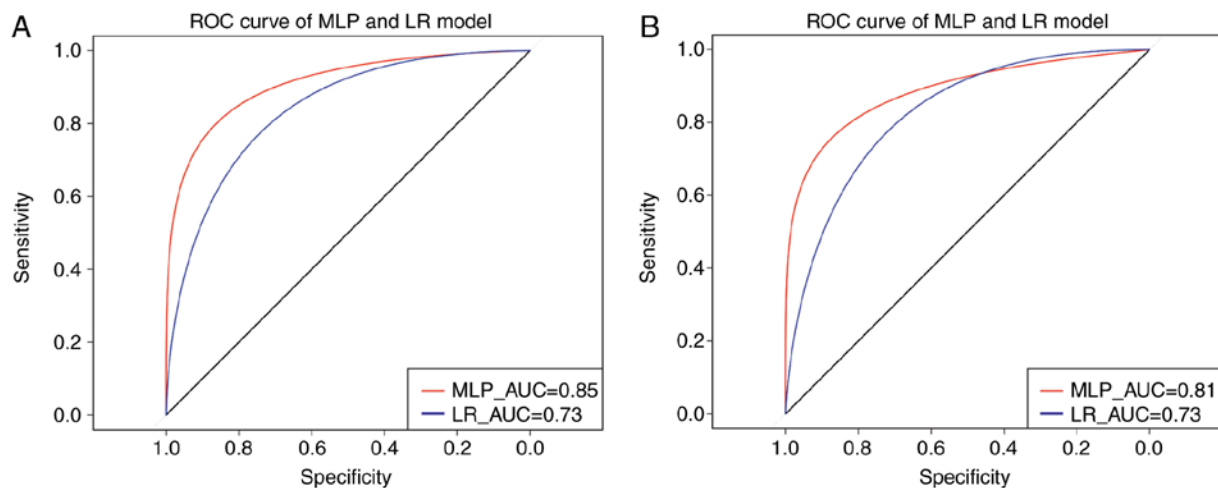 A
ROC curve of MLP and LR model
Sensitivity
1.0
0.8
0.6
0.4
0.2
0.0
MLP_AUC=0.85
LR_AUC=0.73
1.0 0.8 0.6 0.4 0.2 0.0
Specificity
B
ROC curve of MLP and LR model
Sensitivity
1.0
0.8
0.6
0.4
0.2
0.0
MLP_AUC=0.81
LR_AUC=0.73
1.0 0.8 0.6 0.4 0.2 0.0
Specificity